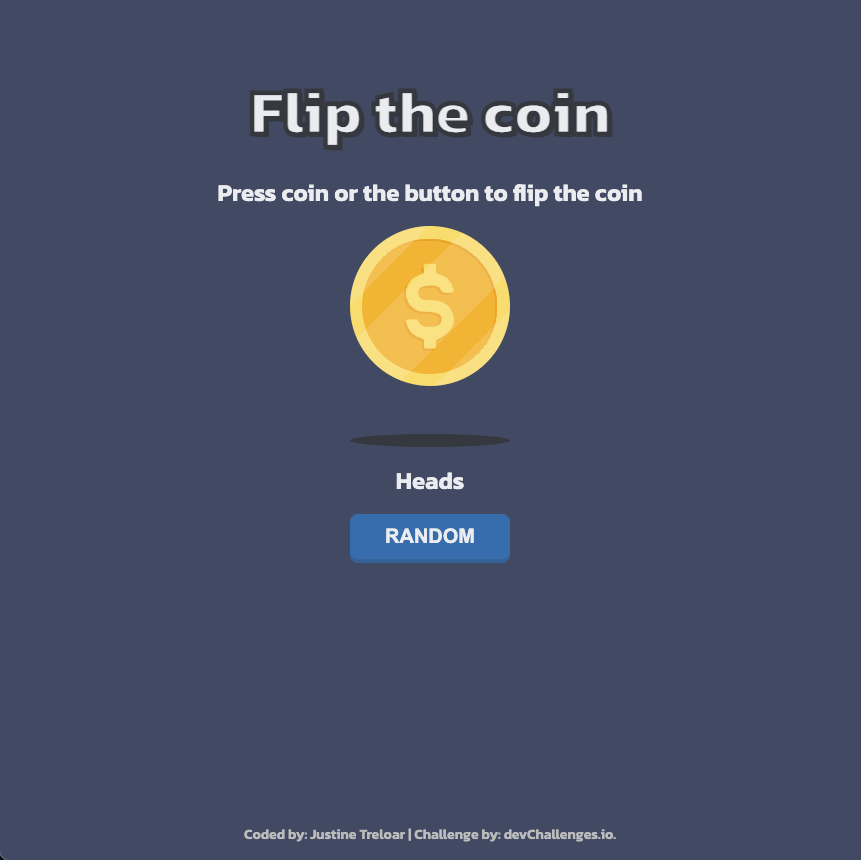 Flip the coin
Press coin or the button to flip the coin
$
Heads
RANDOM
Coded by: Justine Treloar | Challenge by: devChallenges.io.